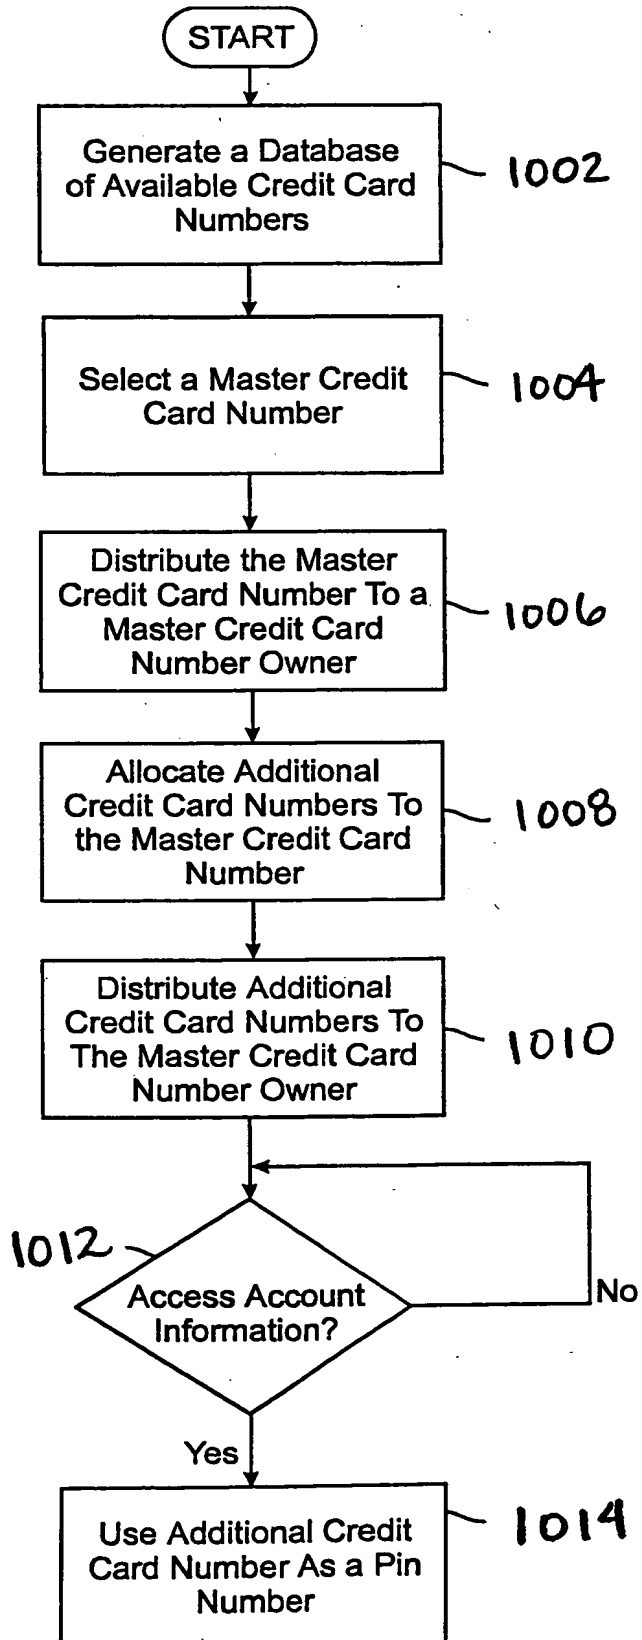 START
Generate a Database
of Available Credit Card
Numbers
1002
Select a Master Credit
Card Number
1004
Distribute the Master
Credit Card Number To a
Master Credit Card
Number Owner
1006
Allocate Additional
Credit Card Numbers To
the Master Credit Card
Number
1008
Distribute Additional
Credit Card Numbers To
The Master Credit Card
Number Owner
1010
1012
Access Account
Information?
No
Yes
Use Additional Credit
Card Number As a Pin
Number
1014